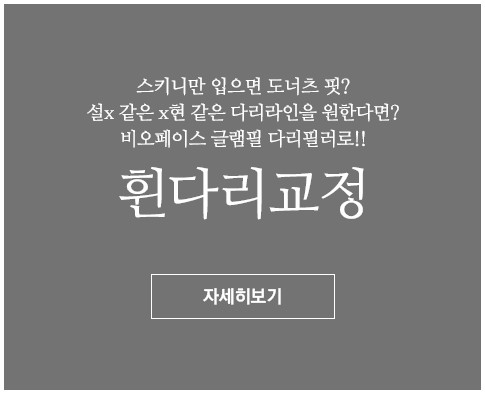 스키니만 입으면 도너츠 핏?
설x 같은 x현 같은 다리라인을 원한다면?
비오페이스 글램필 다리필러로!!
휜다리교정
자세히보기